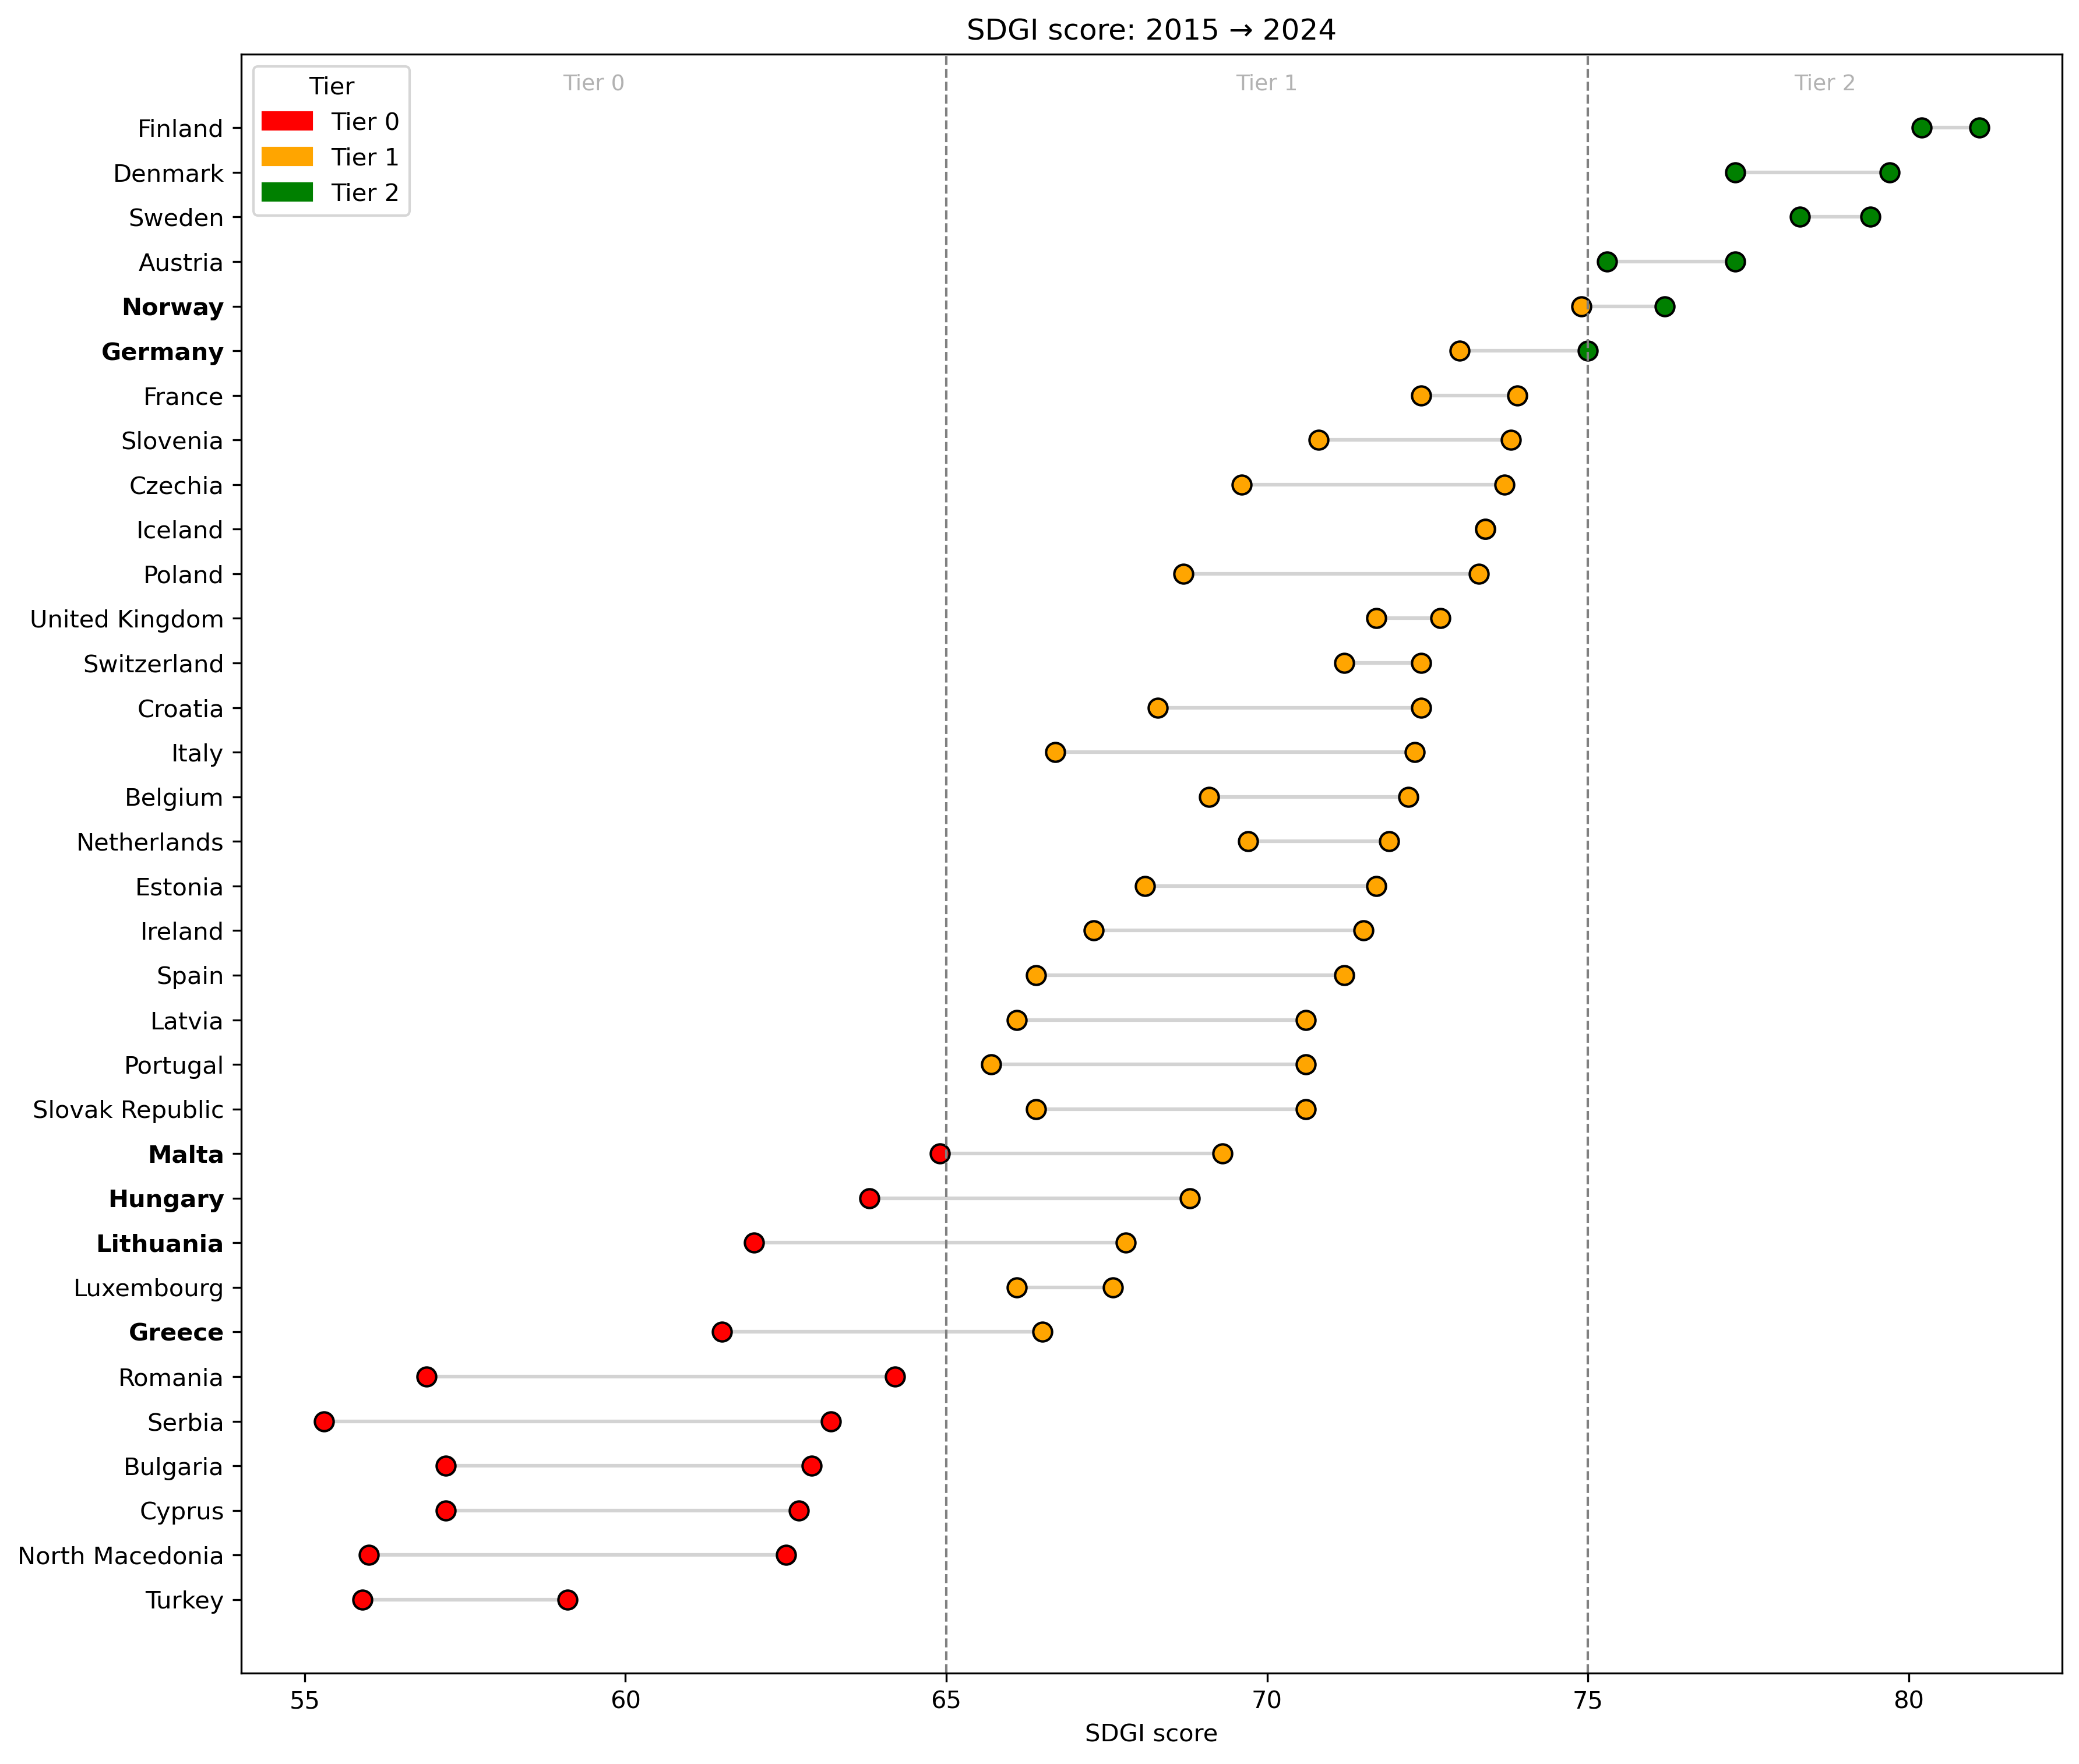 SDGI score: 2015 → 2024
Tier 0
Tier 1
Tier 2
Tier
Tier 0
Tier 1
Tier 2
Finland
Denmark
Sweden
Austria
Norway
Germany
France
Slovenia
Czechia
Iceland
Poland
United Kingdom
Switzerland
Croatia
Italy
Belgium
Netherlands
Estonia
Ireland
Spain
Latvia
Portugal
Slovak Republic
Malta
Hungary
Lithuania
Luxembourg
Greece
Romania
Serbia
Bulgaria
Cyprus
North Macedonia
Turkey
55 60 65 70 75 80
SDGI score